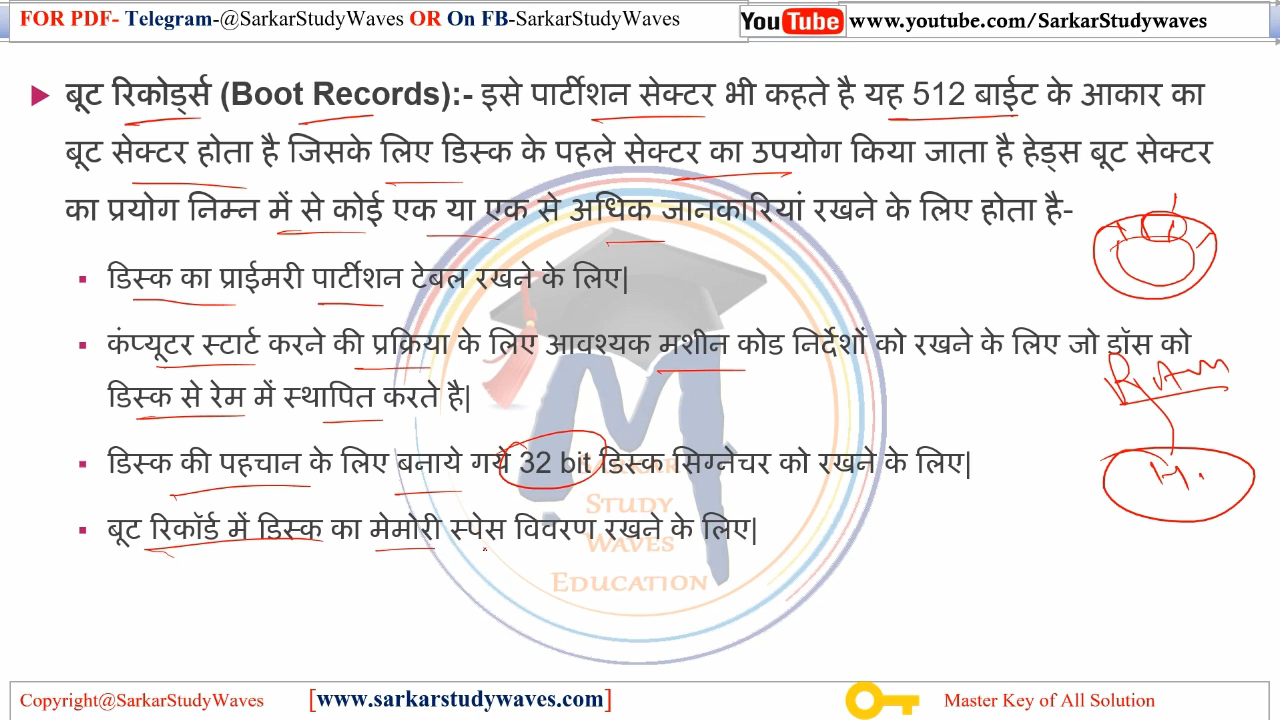 FOR PDF- Telegram-@SarkarStudyWaves OR On FB-SarkarStudyWaves
YouTube www.youtube.com/SarkarStudywaves
बूट रिकोर्ड्स (Boot Records):- इसे पार्टीशन सेक्टर भी कहते है यह 512 बाईट के आकार का
बूट सेक्टर होता है जिसके लिए डिस्क के पहले सेक्टर का उपयोग किया जाता है हेड्स बूट सेक्टर
का प्रयोग निम्न में से कोई एक या एक से अधिक जानकारियां रखने के लिए होता है-
डिस्क का प्राईमरी पार्टीशन टेबल रखने के लिए|
कंप्यूटर स्टार्ट करने की प्रक्रिया के लिए आवश्यक मशीन कोड निर्देशों को रखने के लिए जो डॉस को
डिस्क से रेम में स्थापित करते है|
डिस्क की पहचान के लिए बनाये गये 32 bit डिस्क सिग्नेचर को रखने के लिए|
बूट रिकॉर्ड में डिस्क का मेमोरी स्पेस विवरण रखने के लिए|
STUDY
WAVES
EDUCATION
Copyright@SarkarStudyWaves [www.sarkarstudywaves.com] Master Key of All Solution